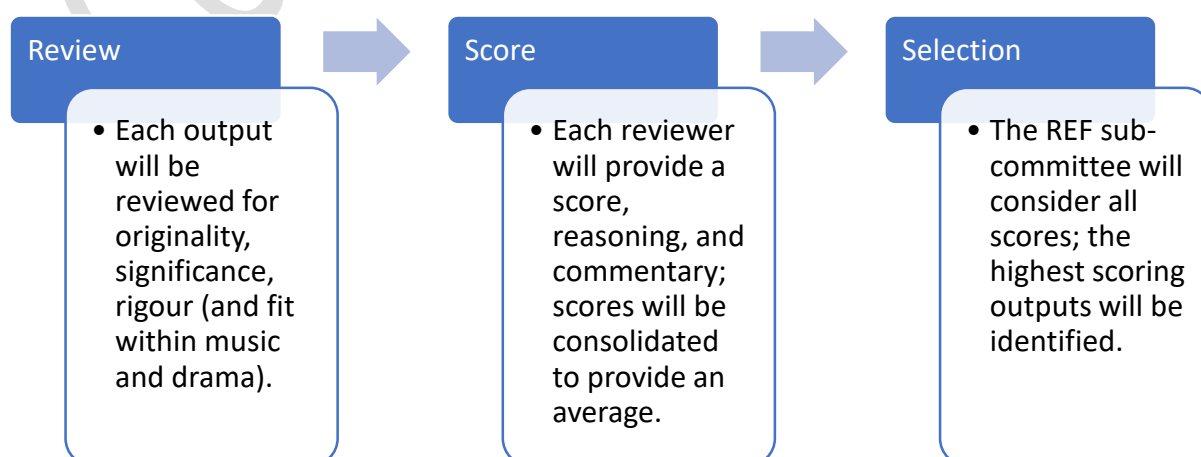 Review
• Each output
will be
reviewed for
originality,
significance,
rigour (and fit
within music
and drama).
Score
• Each reviewer
will provide a
score,
reasoning, and
commentary;
scores will be
consolidated
to provide an
average.
Selection
• The REF sub-
committee will
consider all
scores; the
highest scoring
outputs will be
identified.